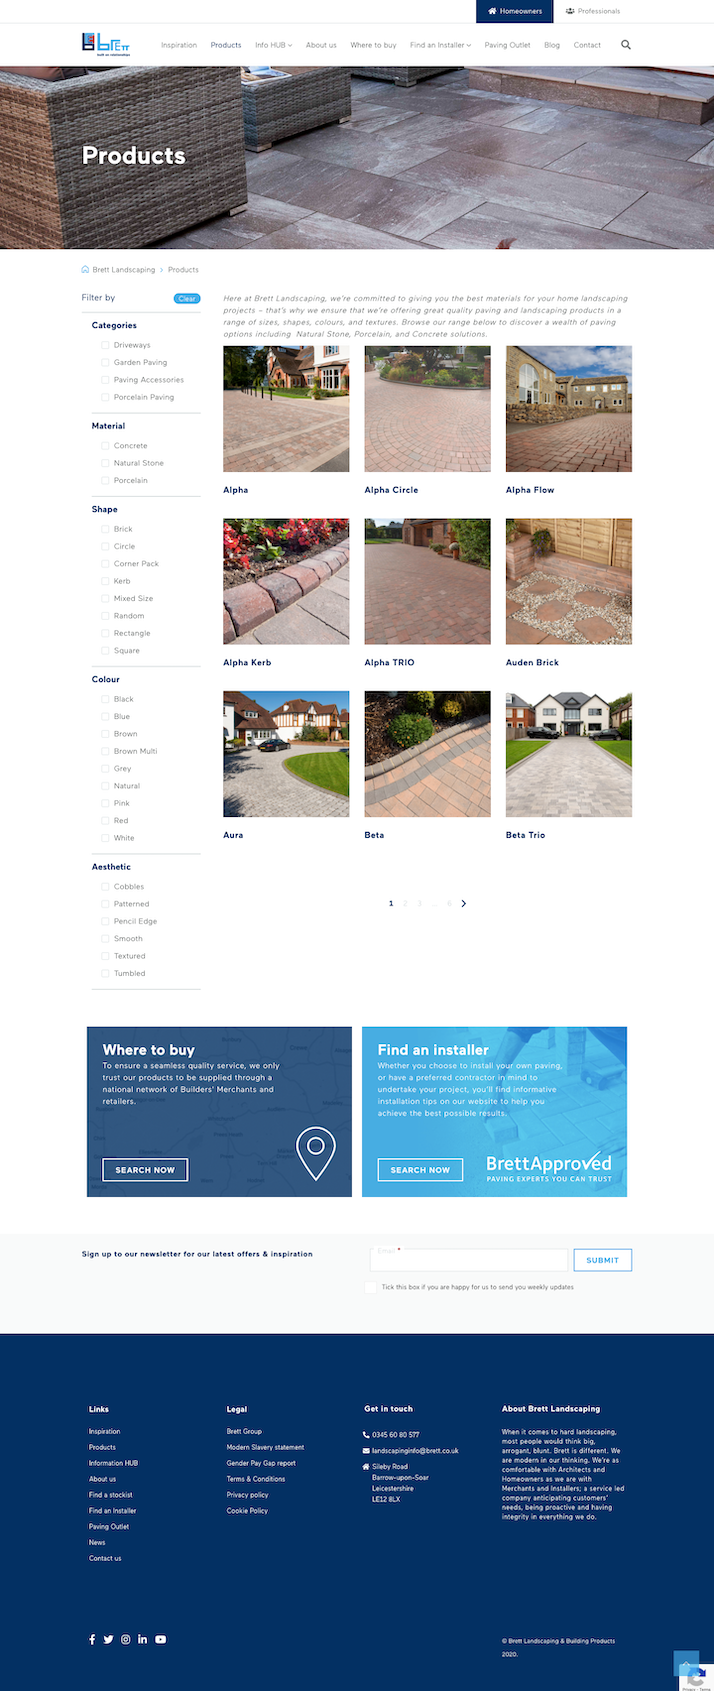 Homeowners
Professionals
brett
built on relationships
Inspiration
Products
Info HUB
About us
Where to buy
Find an Installer
Paving Outlet
Blog
Contact
Products
Brett Landscaping
Products
Filter by
Clear
Categories
Driveways
Garden Paving
Paving Accessories
Porcelain Paving
Material
Concrete
Natural Stone
Porcelain
Shape
Brick
Circle
Corner Pack
Kerb
Mixed Size
Random
Rectangle
Square
Colour
Black
Blue
Brown
Brown Multi
Grey
Natural
Pink
Red
White
Aesthetic
Cobbles
Patterned
Pencil Edge
Smooth
Textured
Tumbled
Here at Brett Landscaping, we're committed to giving you the best materials for your home landscaping
projects – that's why we ensure that we're offering great quality paving and landscaping products in a
range of sizes, shapes, colours, and textures. Browse our range below to discover a wealth of paving
options including Natural Stone, Porcelain, and Concrete solutions.
Alpha
Alpha Circle
Alpha Flow
Alpha Kerb
Alpha TRIO
Auden Brick
Aura
Beta
Beta Trio
1 2 3 ...
Where to buy
To ensure a seamless quality service, we only
trust our products to be supplied through a
national network of Builders' Merchants and
retailers.
SEARCH NOW
Find an installer
Whether you choose to install your own paving,
or have a preferred contractor in mind to
undertake your project, you'll find informative
installation tips on our website to help you
achieve the best possible results.
SEARCH NOW
BrettApproved
PAVING EXPERTS YOU CAN TRUST
Sign up to our newsletter for our latest offers & inspiration
Email *
SUBMIT
Tick this box if you are happy for us to send you weekly updates
Links
Inspiration
Products
Information HUB
About us
Find a stockist
Find an Installer
Paving Outlet
News
Contact us
Legal
Brett Group
Modern Slavery statement
Gender Pay Gap report
Terms & Conditions
Privacy policy
Cookie Policy
Get in touch
0345 60 80 577
landscapinginfo@brett.co.uk
Sileby Road
Barrow-upon-Soar
Leicestershire
LE12 8LX
About Brett Landscaping
When it comes to hard landscaping,
most people would think big,
arrogant, blunt. Brett is different. We
are modern in our thinking. We're as
comfortable with Architects and
Homeowners as we are with
Merchants and Installers; a service led
company anticipating customers'
needs, being proactive and having
integrity in everything we do.
© Brett Landscaping & Building Products
2020.
Privacy - Terms